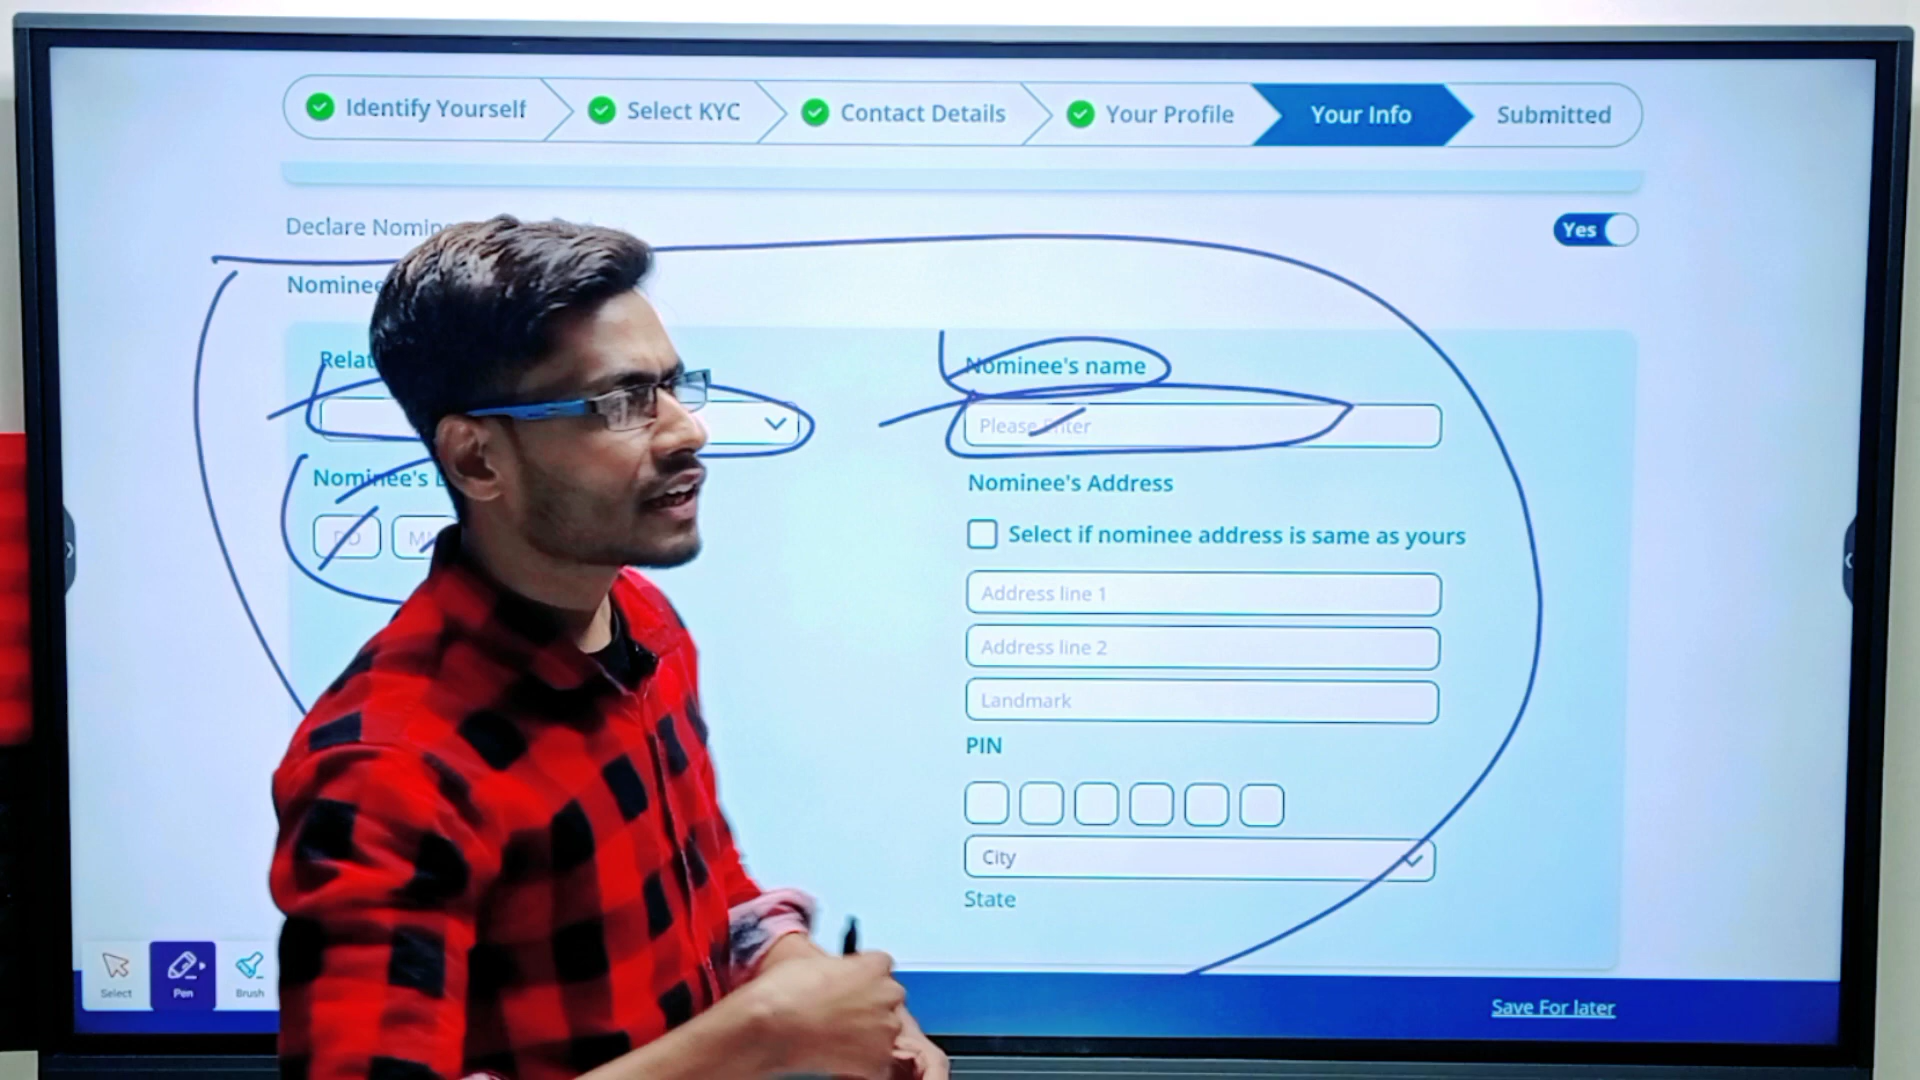 Identify Yourself Select KYC Contact Details Your Profile Your Info Submitted
Declare Yes
Relat Nominee's name
Please Enter
Nominee's Nominee's Address
DD Select if nominee address is same as yours
Address line 1
Address line 2
Landmark
PIN
City
State
Select Pen Brush
Save For later